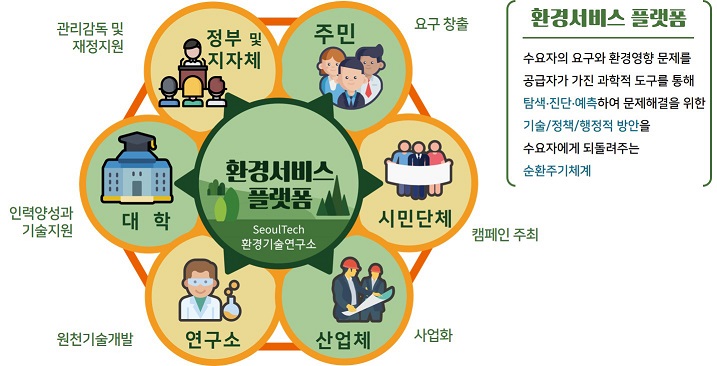 관리감독 및
재정지원
정부 및
지자체
주민
요구 창출
대 학
인력양성과
기술지원
환경서비스
플랫폼
SeoulTech
환경기술연구소
시민단체
캠페인 주최
연구소
원천기술개발
산업체
사업화
환경서비스 플랫폼
수요자의 요구와 환경영향 문제를
공급자가 가진 과학적 도구를 통해
탐색·진단·예측하여 문제해결을 위한
기술/정책/행정적 방안을
수요자에게 되돌려주는
순환주기체계